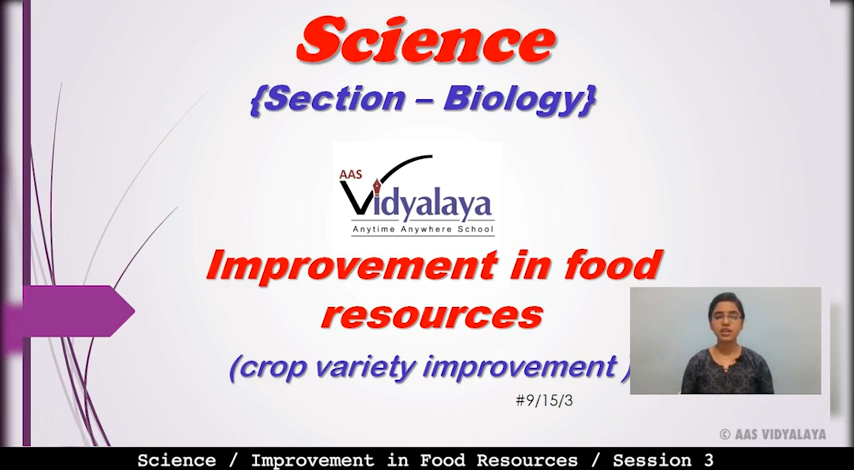 Science
{Section – Biology}
AAS
Vidyalaya
Anytime Anywhere School
Improvement in food
resources
(crop variety improvement )
#9/15/3
© AAS VIDYALAYA
Science / Improvement in Food Resources / Session 3